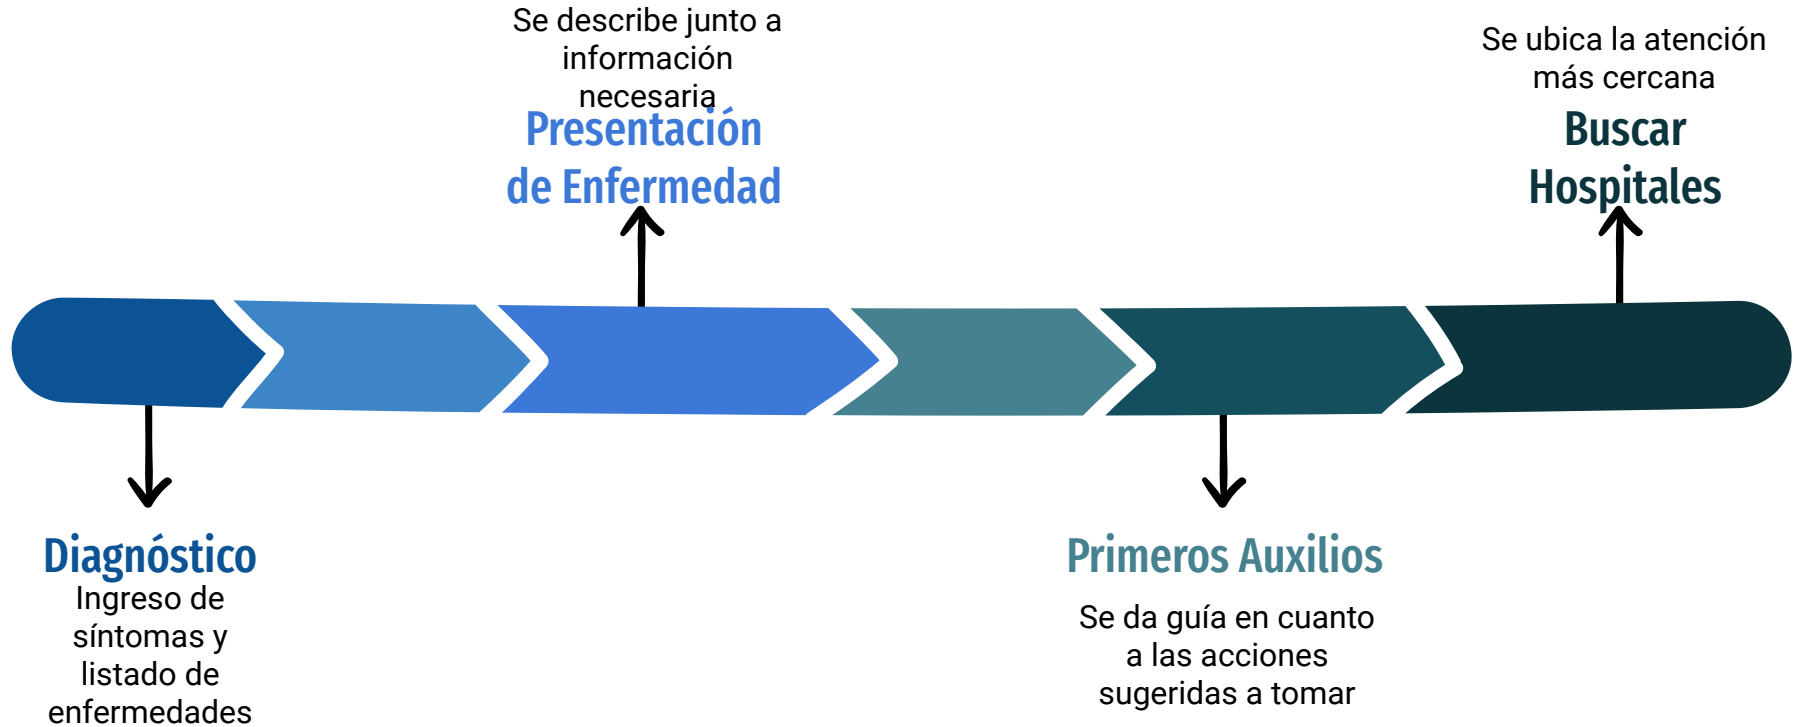 Se describe junto a
información
necesaria
Presentación
de Enfermedad
Se ubica la atención
más cercana
Buscar
Hospitales
Diagnóstico
Ingreso de
síntomas y
listado de
enfermedades
Primeros Auxilios
Se da guía en cuanto
a las acciones
sugeridas a tomar